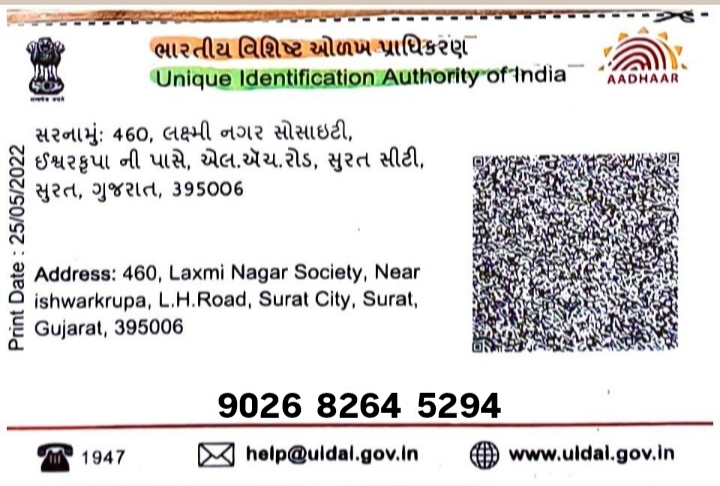 ભારતીય વિશિષ્ટ ઓળખ પ્રાધિકરણ
Unique Identification Authority of India
AADHAAR
સરનામું: 460, લક્ષ્મી નગર સોસાઇટી,
ઈશ્વરકૃપા ની પાસે, એલ.એચ.રોડ, સુરત સીટી,
સુરત, ગુજરાત, 395006
Print Date : 25/05/2022
Address: 460, Laxmi Nagar Society, Near
ishwarkrupa, L.H.Road, Surat City, Surat,
Gujarat, 395006
9026 8264 5294
1947
help@uidai.gov.in
www.uidai.gov.in